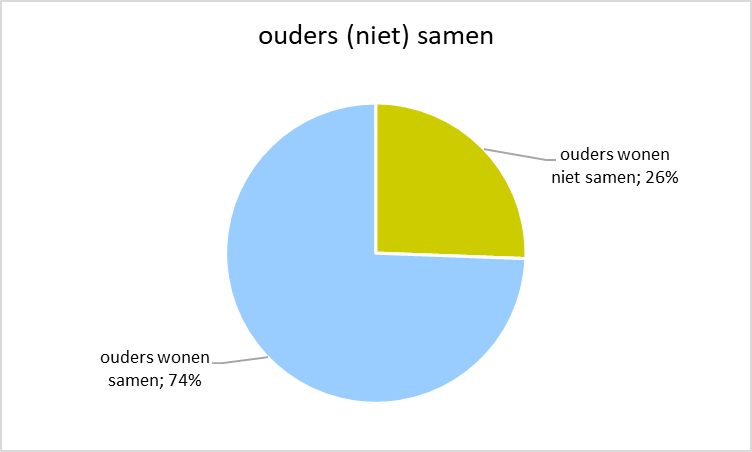 ouders (niet) samen
ouders wonen
niet samen; 26%
ouders wonen
samen; 74%